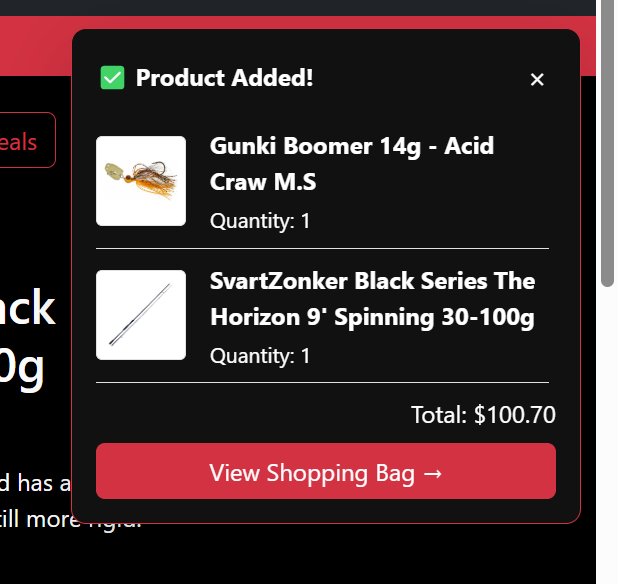 ✅ Product Added!
×
eals
Gunki Boomer 14g - Acid
Craw M.S
Quantity: 1
SvartZonker Black Series The
Horizon 9' Spinning 30-100g
Quantity: 1
ck
0g
Total: $100.70
View Shopping Bag →
d has a
till more rigid.